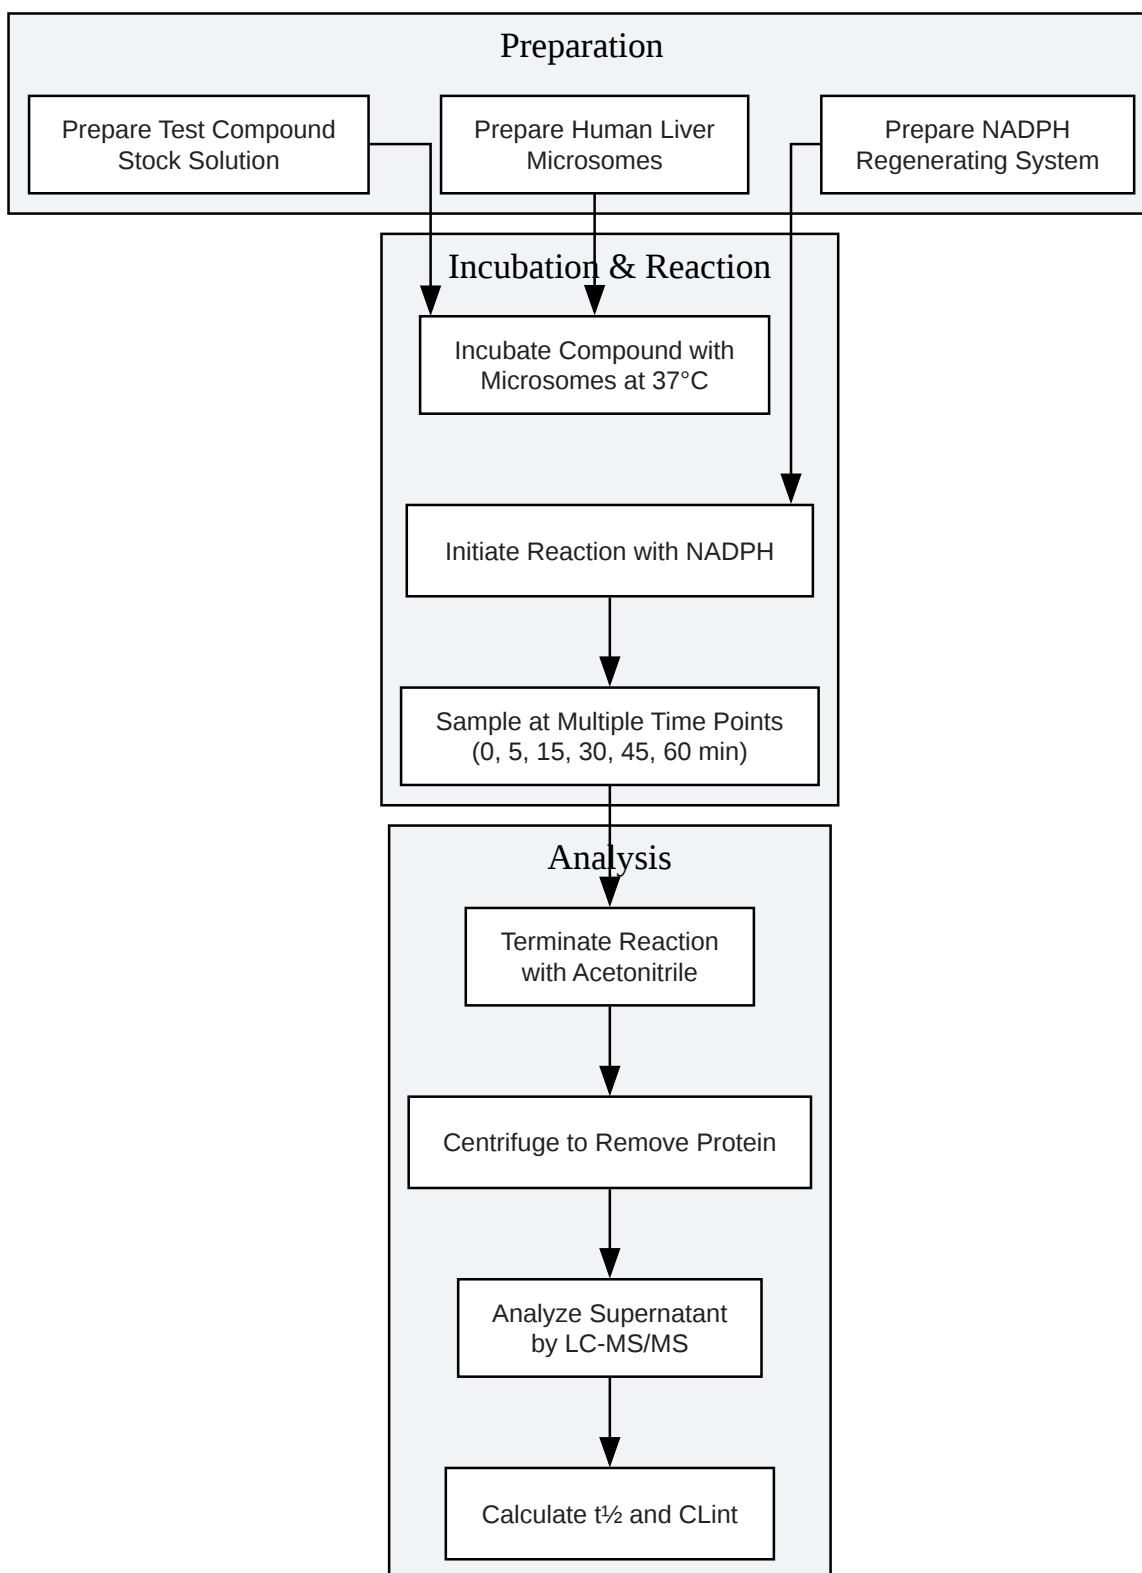 Preparation
Prepare Test Compound
Stock Solution
Prepare Human Liver
Microsomes
Prepare NADPH
Regenerating System
Incubation & Reaction
Incubate Compound with
Microsomes at 37°C
Initiate Reaction with NADPH
Sample at Multiple Time Points
(0, 5, 15, 30, 45, 60 min)
Analysis
Terminate Reaction
with Acetonitrile
Centrifuge to Remove Protein
Analyze Supernatant
by LC-MS/MS
Calculate t½ and CLint